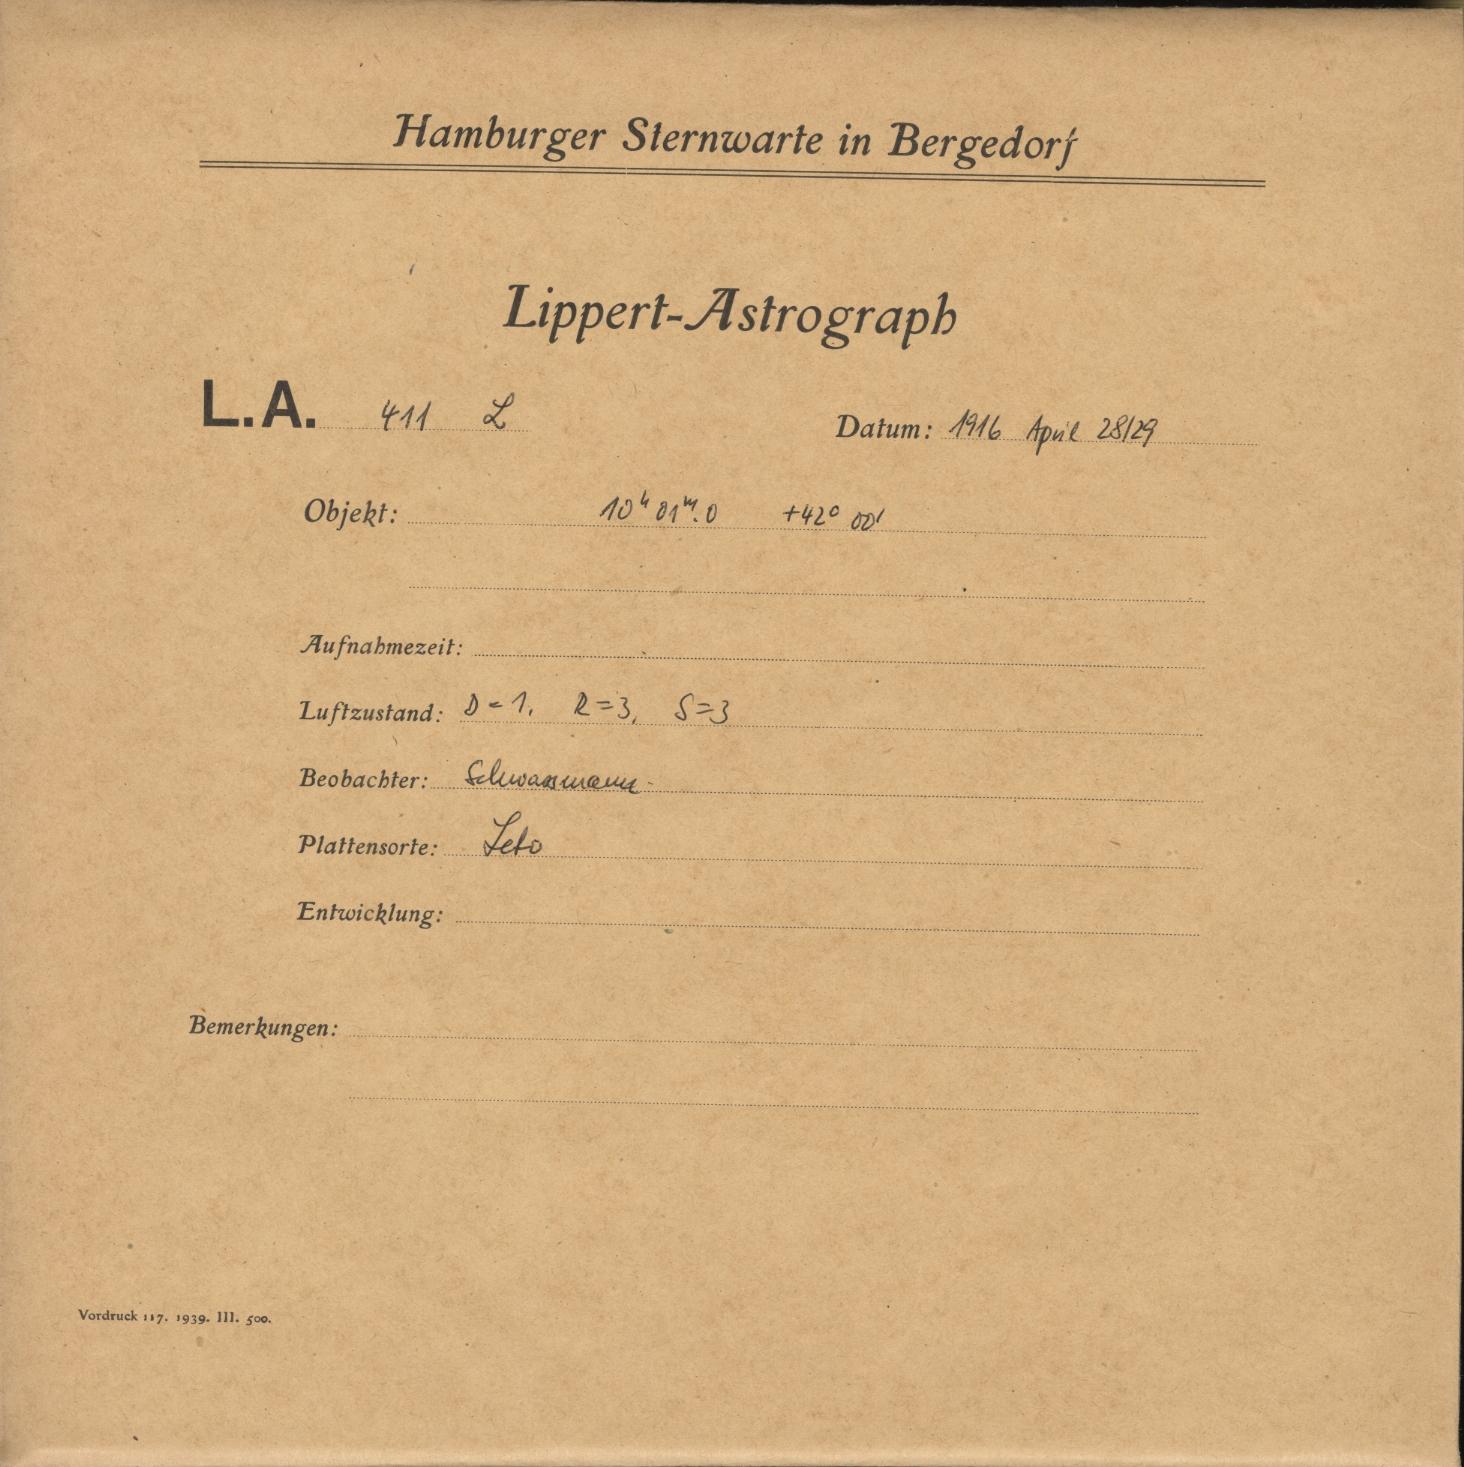 Hamburger Sternwarte in Bergedorf
Lippert-Astrograph
L.A. 411 L
Datum: 1916 April 28/29
Objekt: 10ʰ 01ᵐ.0 +42° 00'
Aufnahmezeit:
Luftzustand: D=1, R=3, S=3
Beobachter: Schwassmann
Plattensorte: Leto
Entwicklung:
Bemerkungen:
Vordruck 117. 1939. III. 500.